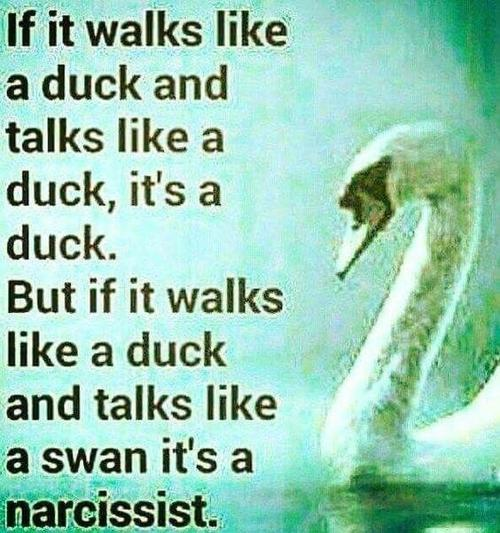 If it walks like
a duck and
talks like a
duck, it's a
duck.
But if it walks
like a duck
and talks like
a swan it's a
narcissist.